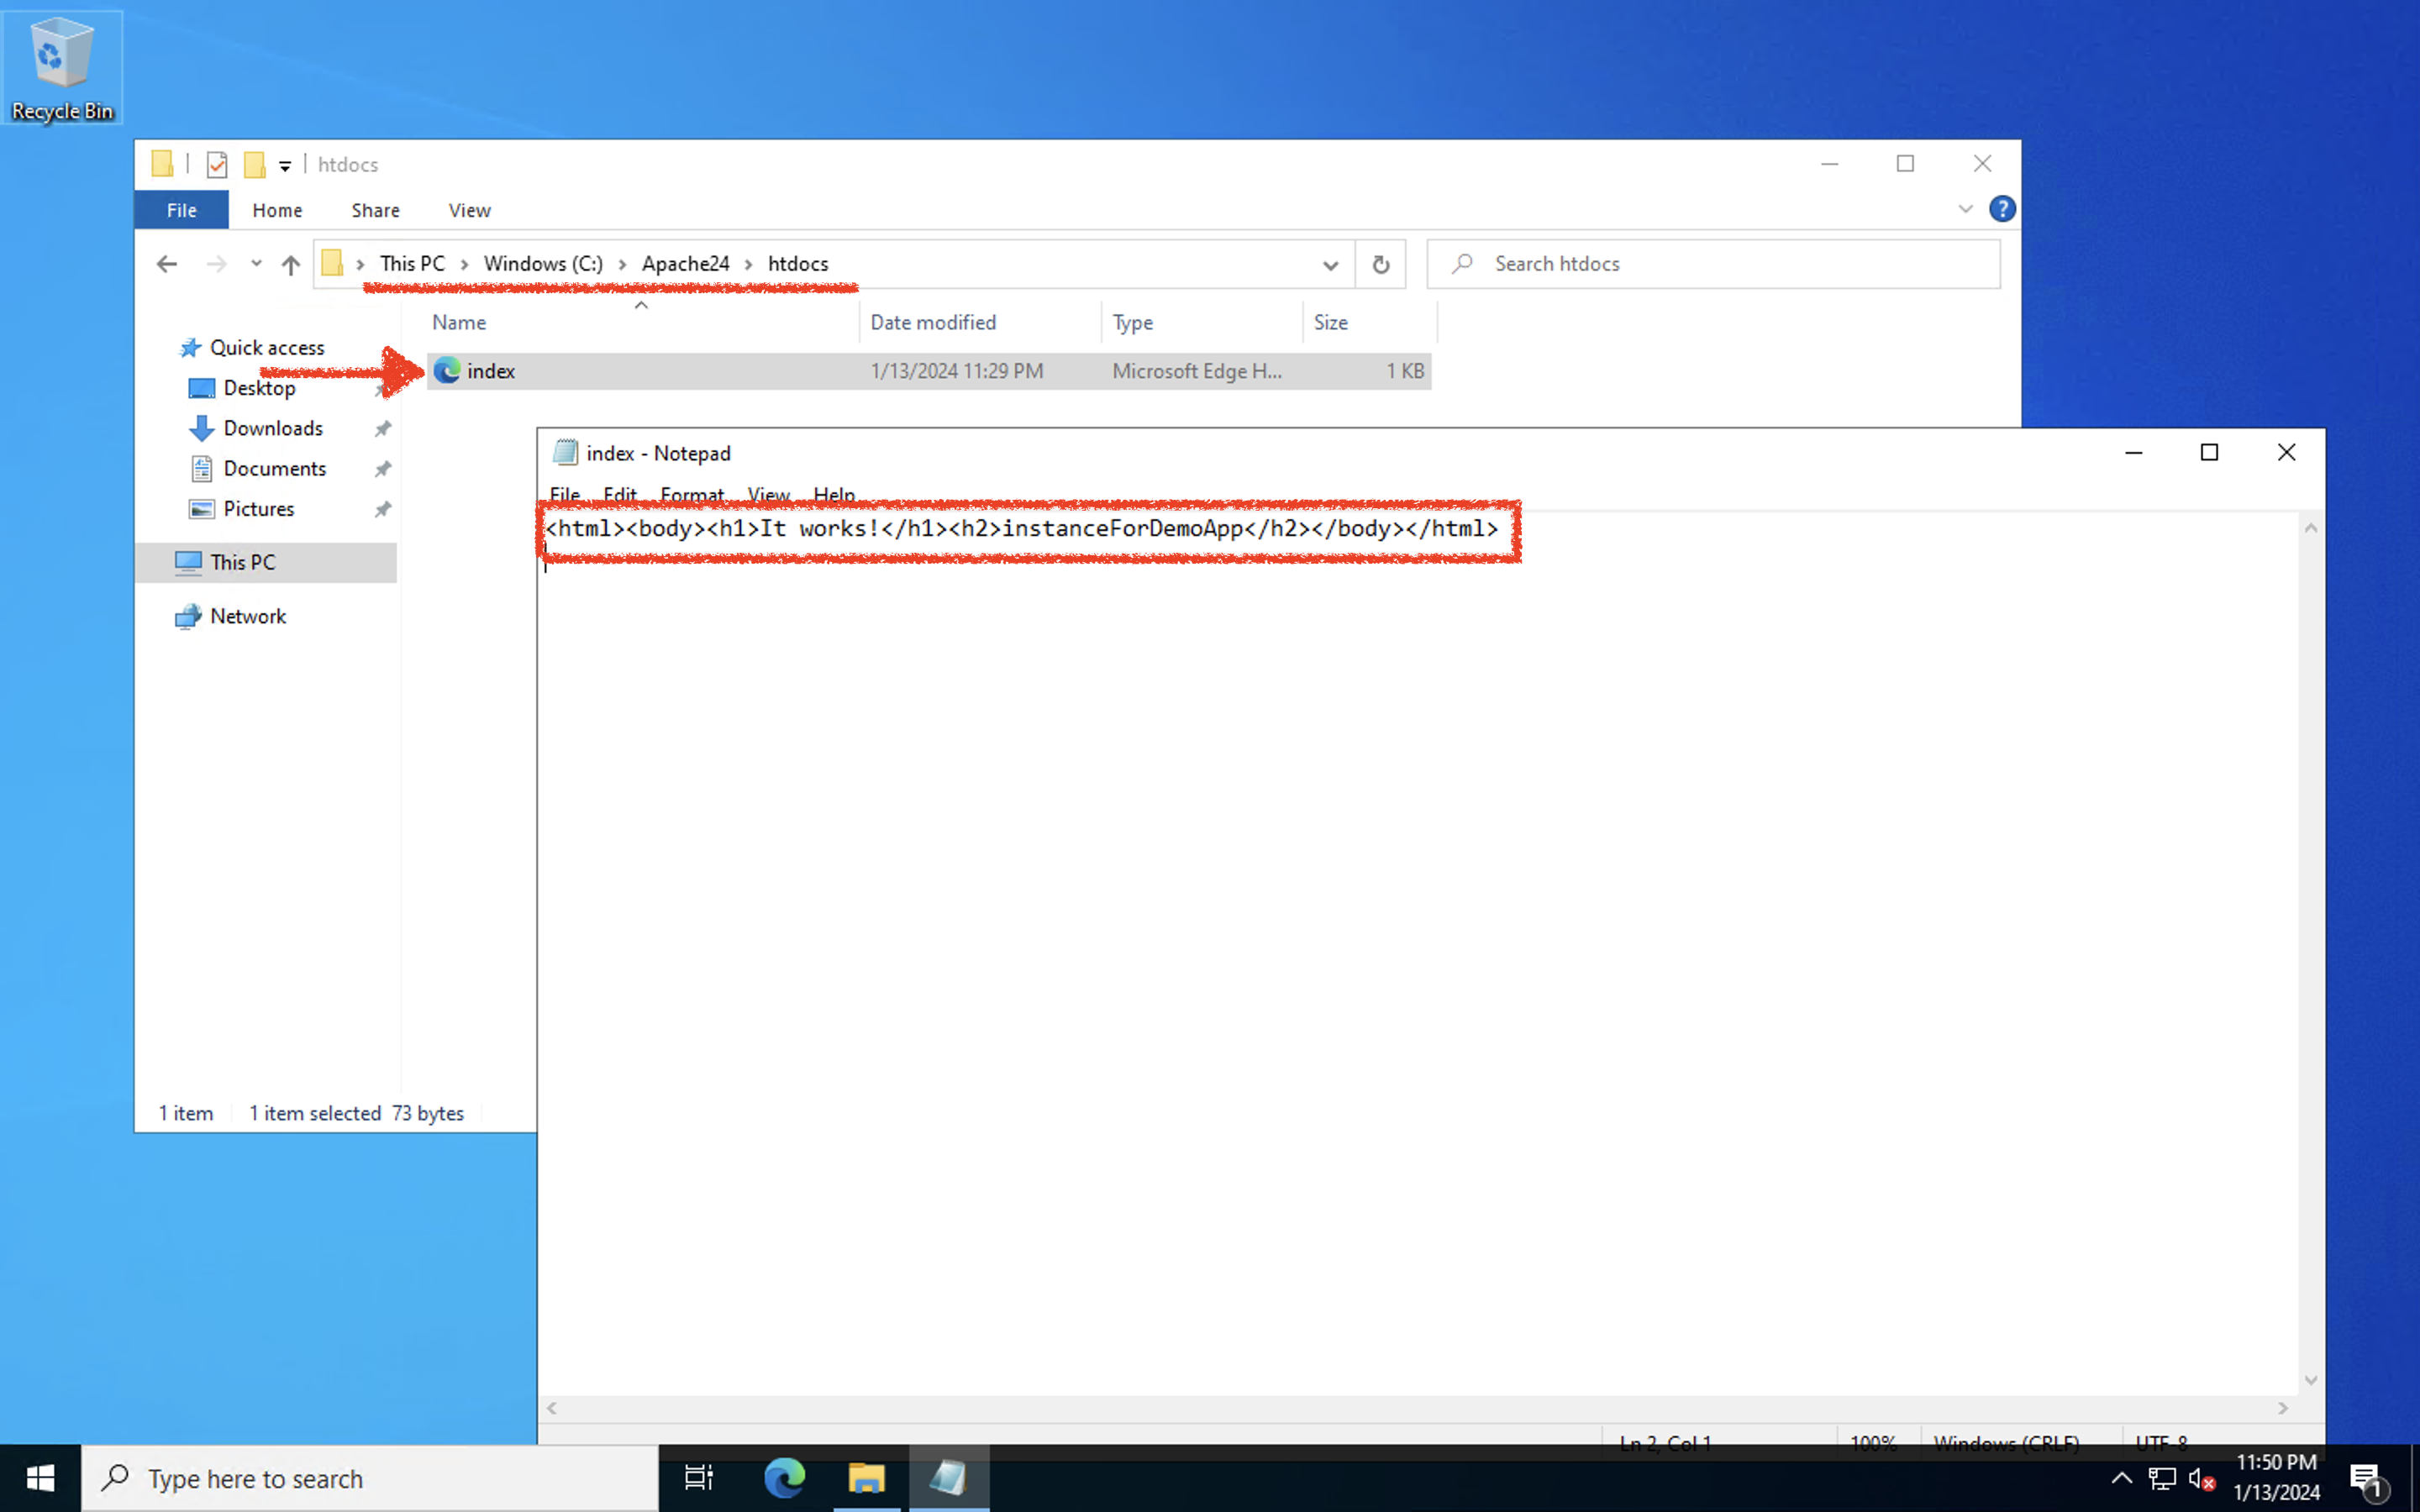 Recycle Bin
htdocs
File Home Share View
This PC › Windows (C:) › Apache24 › htdocs
Search htdocs
Name Date modified Type Size
Quick access
index 1/13/2024 11:29 PM Microsoft Edge H... 1 KB
Desktop
Downloads
Documents
Pictures
This PC
Network
1 item 1 item selected 73 bytes
index - Notepad
File Edit Format View Help
<html><body><h1>It works!</h1><h2>instanceForDemoApp</h2></body></html>
Ln 2, Col 1 100% Windows (CRLF) UTF-8
Type here to search
11:50 PM
1/13/2024
1